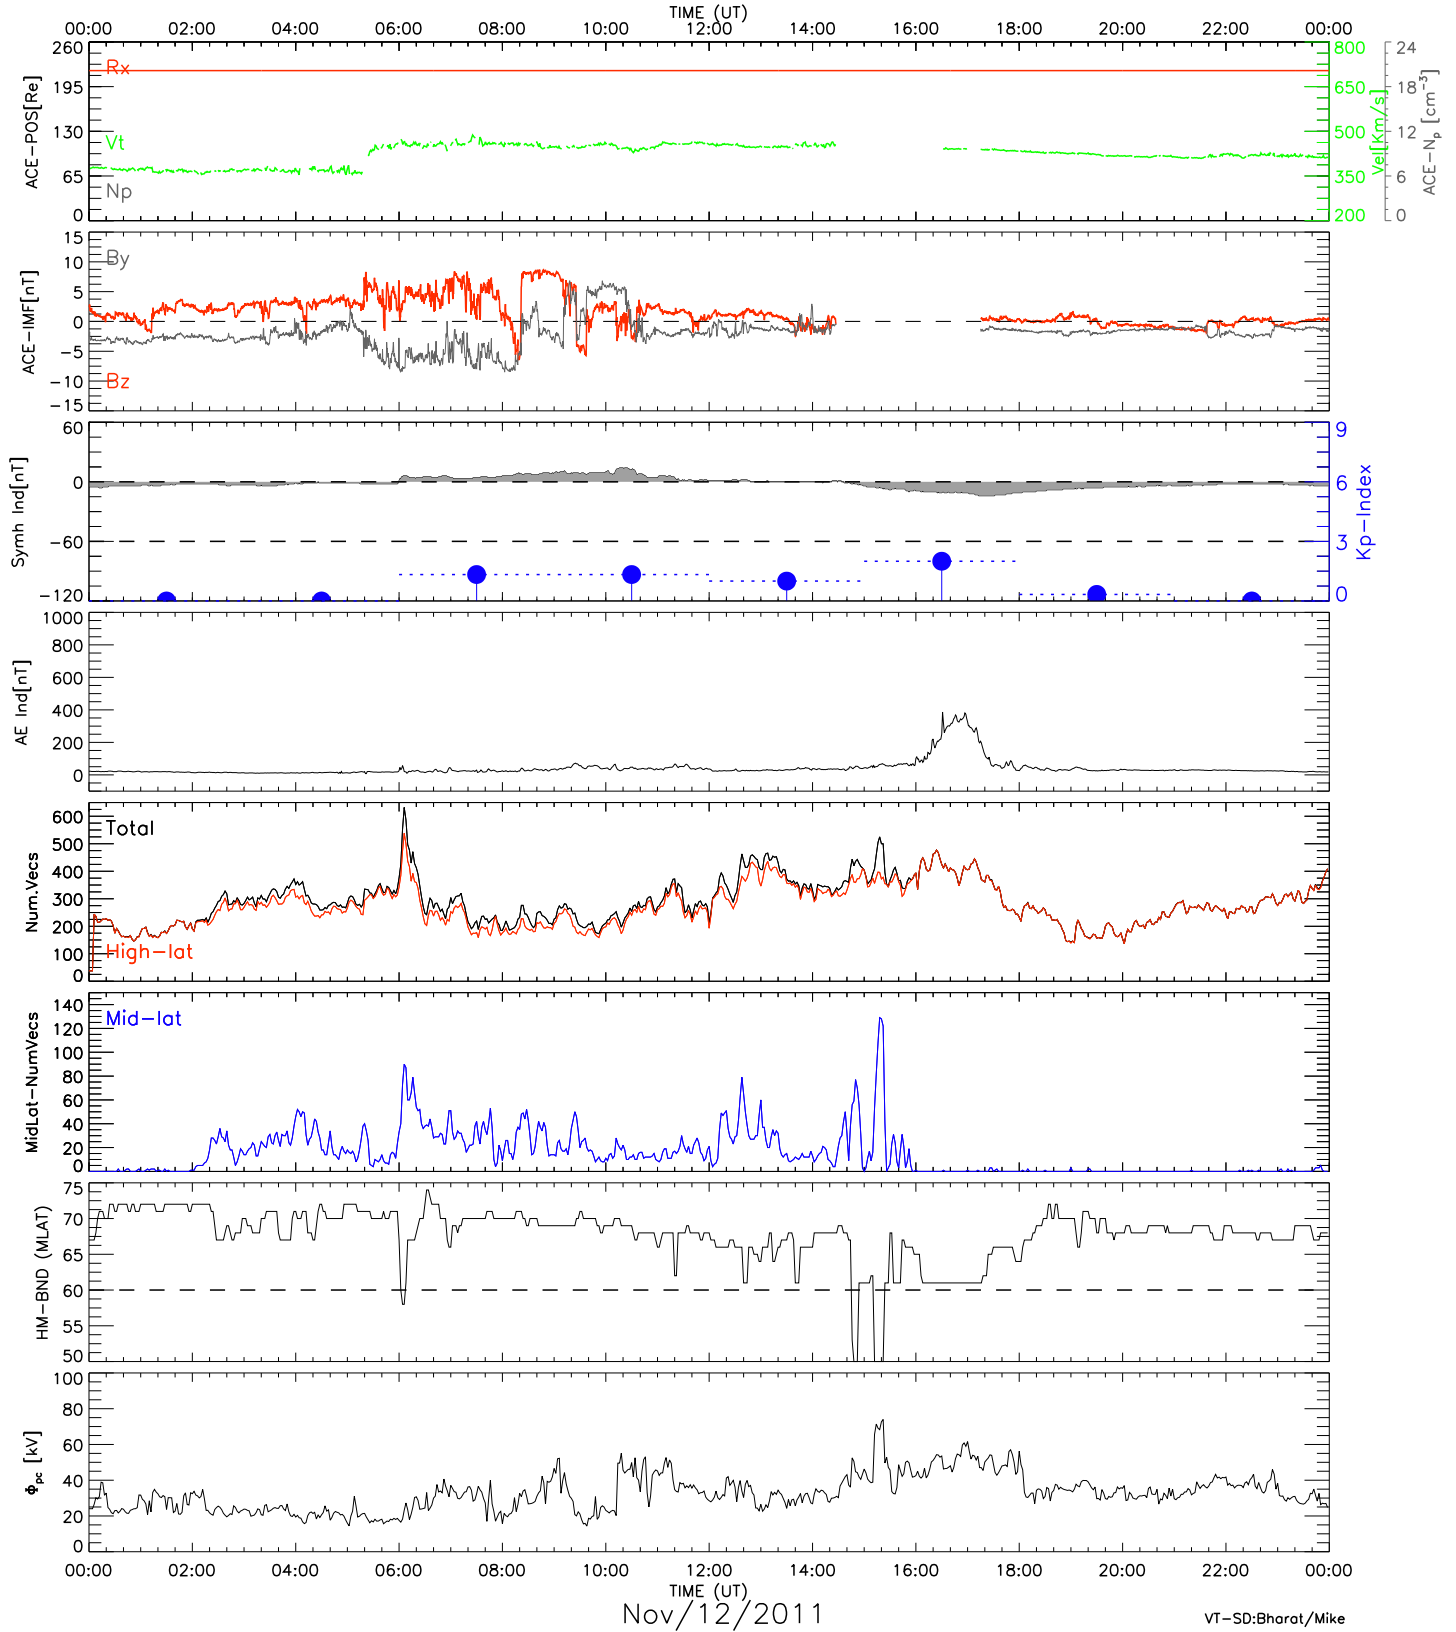 TIME (UT)
00:00 02:00 04:00 06:00 08:00 10:00 12:00 14:00 16:00 18:00 20:00 22:00 00:00
260
195
130
65
0
ACE-POS[Re]
Rx
Vt
Np
800
650
500
350
200
Vel[Km/s]
24
18
12
6
0
ACE-Np [cm-3]
15
10
5
0
-5
-10
-15
ACE-IMF[nT]
By
Bz
60
0
-60
-120
Symh Ind[nT]
9
6
3
0
Kp-Index
1000
800
600
400
200
0
AE Ind[nT]
600
500
400
300
200
100
0
Num.Vecs
Total
High-lat
140
120
100
80
60
40
20
0
MidLat-NumVecs
Mid-lat
75
70
65
60
55
50
HM-BND (MLAT)
100
80
60
40
20
0
Φpc [kV]
00:00 02:00 04:00 06:00 08:00 10:00 12:00 14:00 16:00 18:00 20:00 22:00 00:00
TIME (UT)
Nov/12/2011
VT-SD:Bharat/Mike